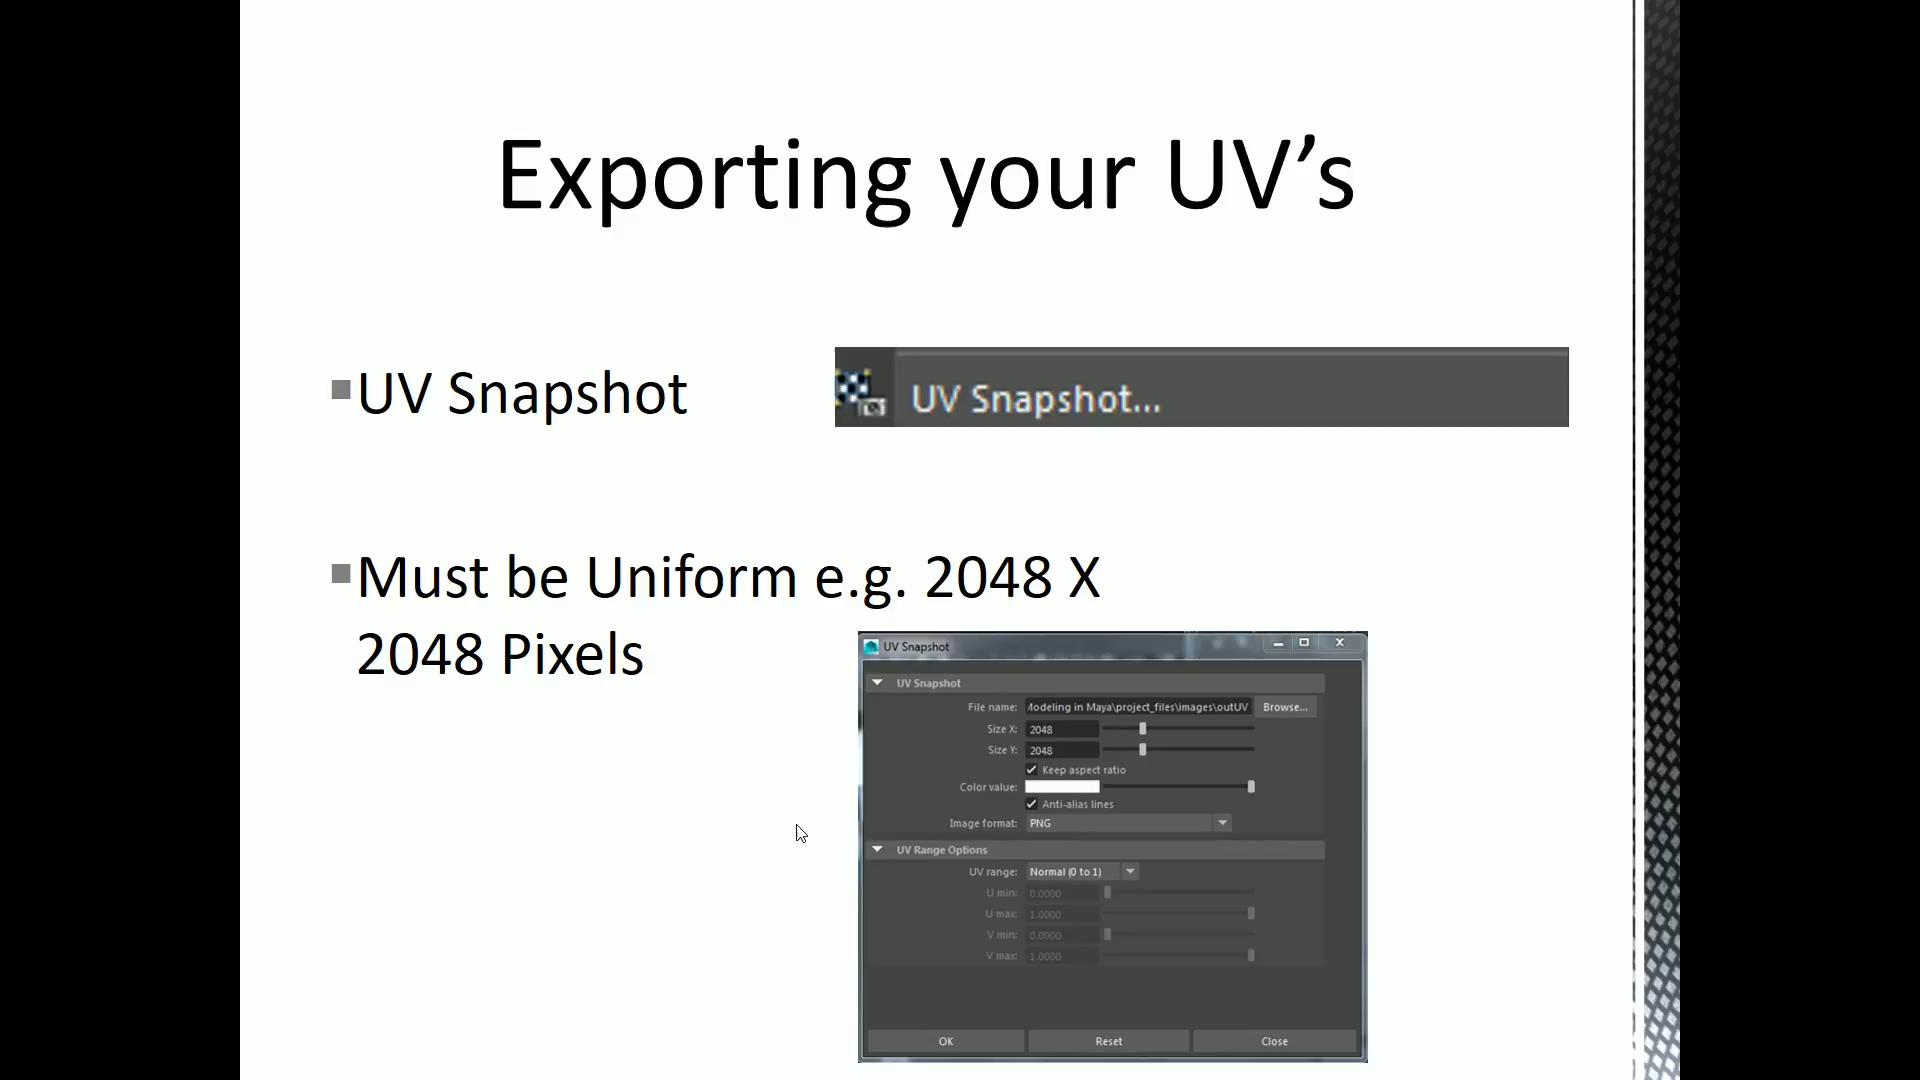 Exporting your UV’s
UV Snapshot
UV Snapshot...
Must be Uniform e.g. 2048 X
2048 Pixels
UV Snapshot
UV Snapshot
File name: Modeling in Maya\project_files\images\outUV Browse...
Size X: 2048
Size Y: 2048
Keep aspect ratio
Color value:
Anti-alias lines
Image format: PNG
UV Range Options
UV range: Normal (0 to 1)
U min: 0.0000
U max: 1.0000
V min: 0.0000
V max: 1.0000
OK Reset Close